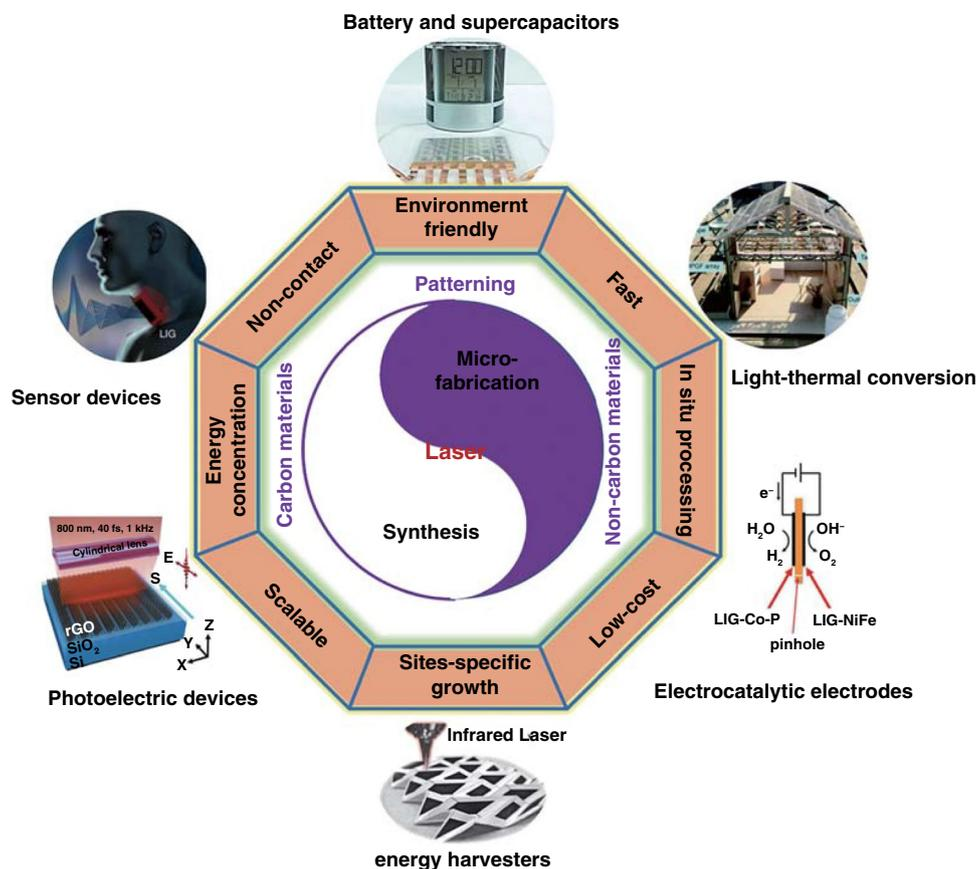 Battery and supercapacitors
12:00
Environmernt
friendly
Non-contact
Fast
Patterning
LIG
Micro-
fabrication
Sensor devices
Light-thermal conversion
Energy
concentration
Carbon materials
Laser
Non-carbon materials
In situ processing
Synthesis
800 nm, 40 fs, 1 kHz
Cylindrical lens
E
S
rGO
SiO2
Si
Z
Y
X
Photoelectric devices
e−
H2O
OH−
H2
O2
LIG-Co-P
LIG-NiFe
pinhole
Electrocatalytic electrodes
Scalable
Low-cost
Sites-specific
growth
Infrared Laser
energy harvesters